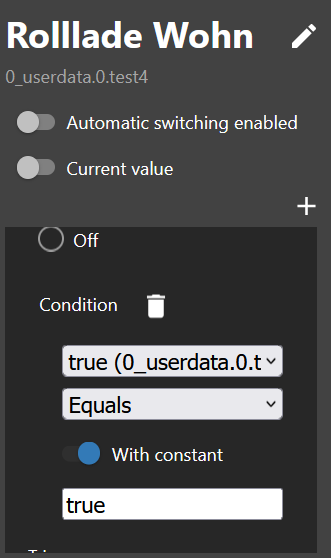 Rolllade Wohn
0_userdata.0.test4
Automatic switching enabled
Current value
Off
Condition
true (0_userdata.0.t
Equals
With constant
true